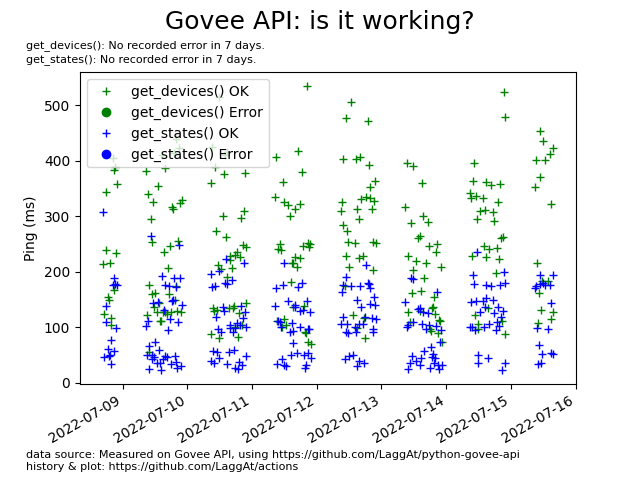 Govee API: is it working?
get_devices(): No recorded error in 7 days.
get_states(): No recorded error in 7 days.
get_devices() OK
get_devices() Error
get_states() OK
get_states() Error
500
400
300
200
100
0
Ping (ms)
2022-07-09
2022-07-10
2022-07-11
2022-07-12
2022-07-13
2022-07-14
2022-07-15
2022-07-16
data source: Measured on Govee API, using https://github.com/LaggAt/python-govee-api
history & plot: https://github.com/LaggAt/actions